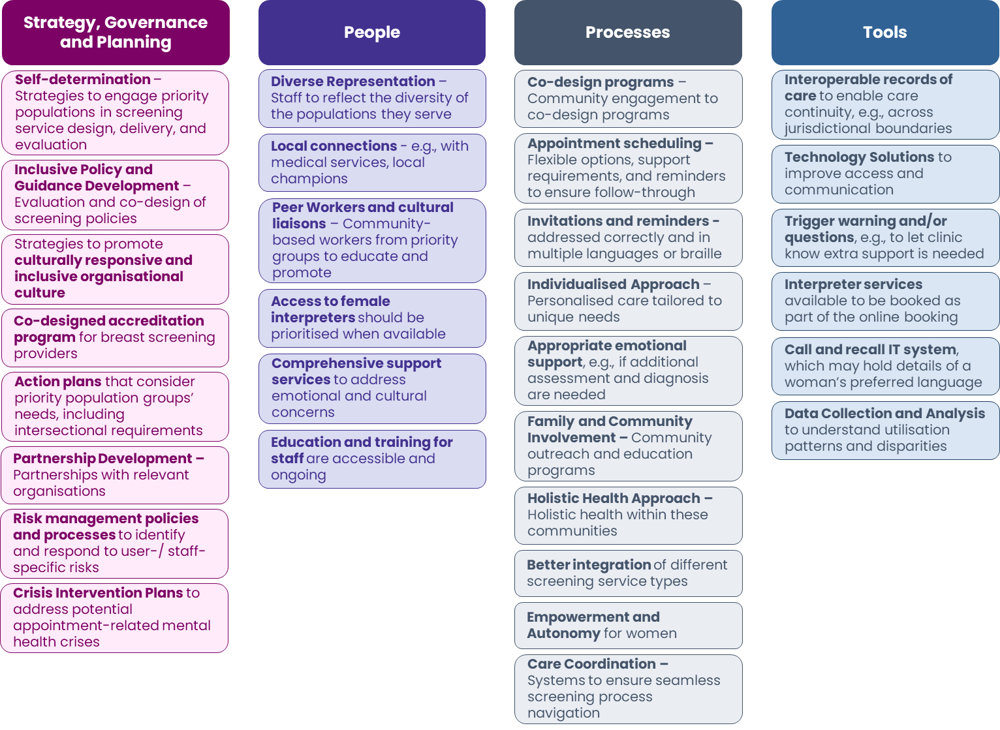 Strategy, Governance
and Planning
Self-determination –
Strategies to engage priority
populations in screening
service design, delivery, and
evaluation
Inclusive Policy and
Guidance Development –
Evaluation and co-design of
screening policies
Strategies to promote
culturally responsive and
inclusive organisational
culture
Co-designed accreditation
program for breast screening
providers
Action plans that consider
priority population groups’
needs, including
intersectional requirements
Partnership Development –
Partnerships with relevant
organisations
Risk management policies
and processes to identify
and respond to user-/ staff-
specific risks
Crisis Intervention Plans to
address potential
appointment-related mental
health crises
People
Diverse Representation –
Staff to reflect the diversity of
the populations they serve
Local connections - e.g., with
medical services, local
champions
Peer Workers and cultural
liaisons – Community-
based workers from priority
groups to educate and
promote
Access to female
interpreters should be
prioritised when available
Comprehensive support
services to address
emotional and cultural
concerns
Education and training for
staff are accessible and
ongoing
Processes
Co-design programs –
Community engagement to
co-design programs
Appointment scheduling –
Flexible options, support
requirements, and reminders
to ensure follow-through
Invitations and reminders -
addressed correctly and in
multiple languages or braille
Individualised Approach –
Personalised care tailored to
unique needs
Appropriate emotional
support, e.g., if additional
assessment and diagnosis
are needed
Family and Community
Involvement – Community
outreach and education
programs
Holistic Health Approach –
Holistic health within these
communities
Better integration of different
screening service types
Empowerment and
Autonomy for women
Care Coordination –
Systems to ensure seamless
screening process
navigation
Tools
Interoperable records of
care to enable care
continuity, e.g., across
jurisdictional boundaries
Technology Solutions to
improve access and
communication
Trigger warning and/or
questions, e.g., to let clinic
know extra support is needed
Interpreter services
available to be booked as
part of the online booking
Call and recall IT system,
which may hold details of a
woman’s preferred language
Data Collection and Analysis
to understand utilisation
patterns and disparities